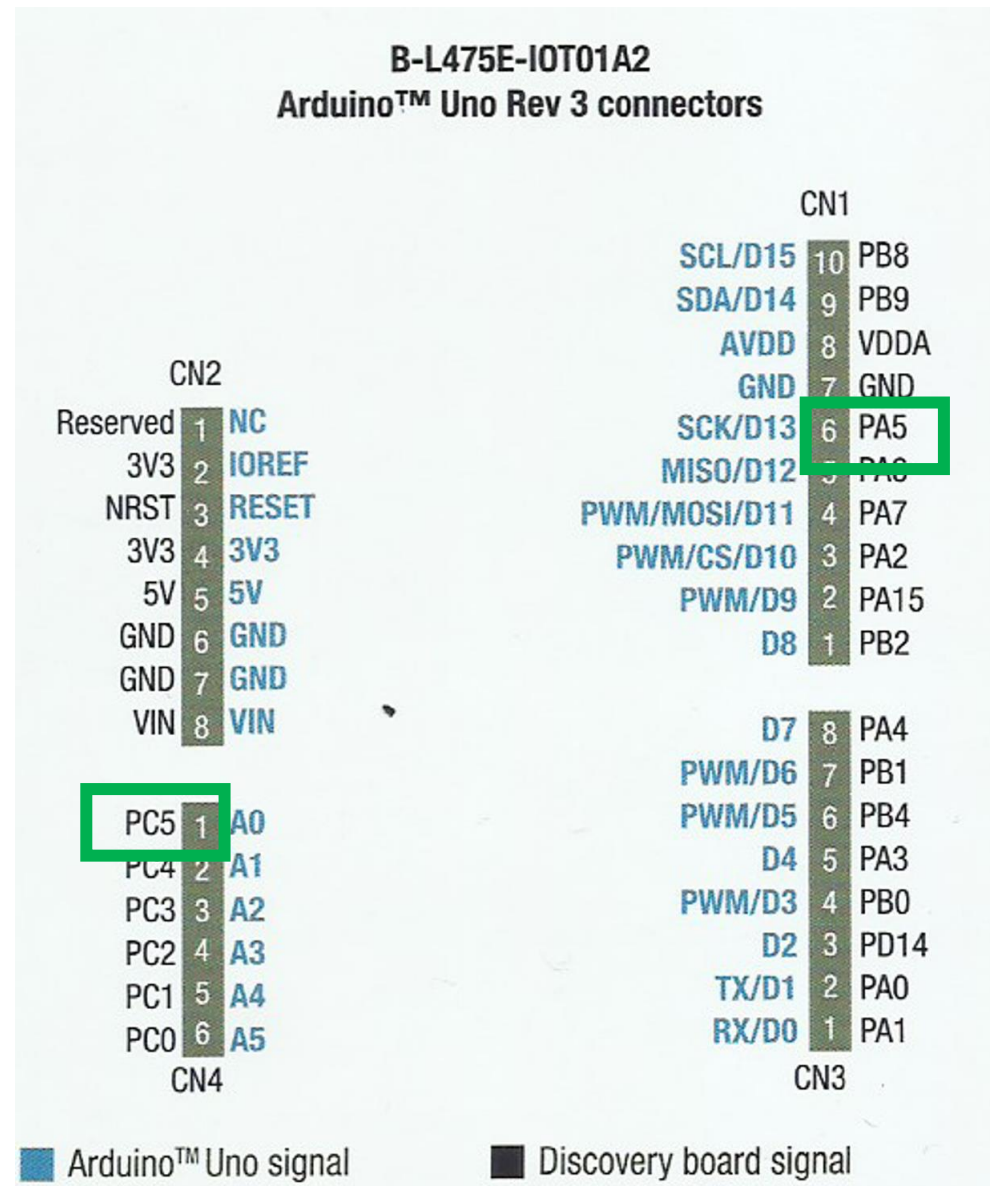 B-L475E-IOT01A2
Arduino™ Uno Rev 3 connectors
CN2
Reserved 1 NC
3V3 2 IOREF
NRST 3 RESET
3V3 4 3V3
5V 5 5V
GND 6 GND
GND 7 GND
VIN 8 VIN
PC5 1 A0
PC4 2 A1
PC3 3 A2
PC2 4 A3
PC1 5 A4
PC0 6 A5
CN4
CN1
SCL/D15 10 PB8
SDA/D14 9 PB9
AVDD 8 VDDA
GND 7 GND
SCK/D13 6 PA5
MISO/D12 5
PWM/MOSI/D11 4 PA7
PWM/CS/D10 3 PA2
PWM/D9 2 PA15
D8 1 PB2
D7 8 PA4
PWM/D6 7 PB1
PWM/D5 6 PB4
D4 5 PA3
PWM/D3 4 PB0
D2 3 PD14
TX/D1 2 PA0
RX/D0 1 PA1
CN3
Arduino™ Uno signal
Discovery board signal